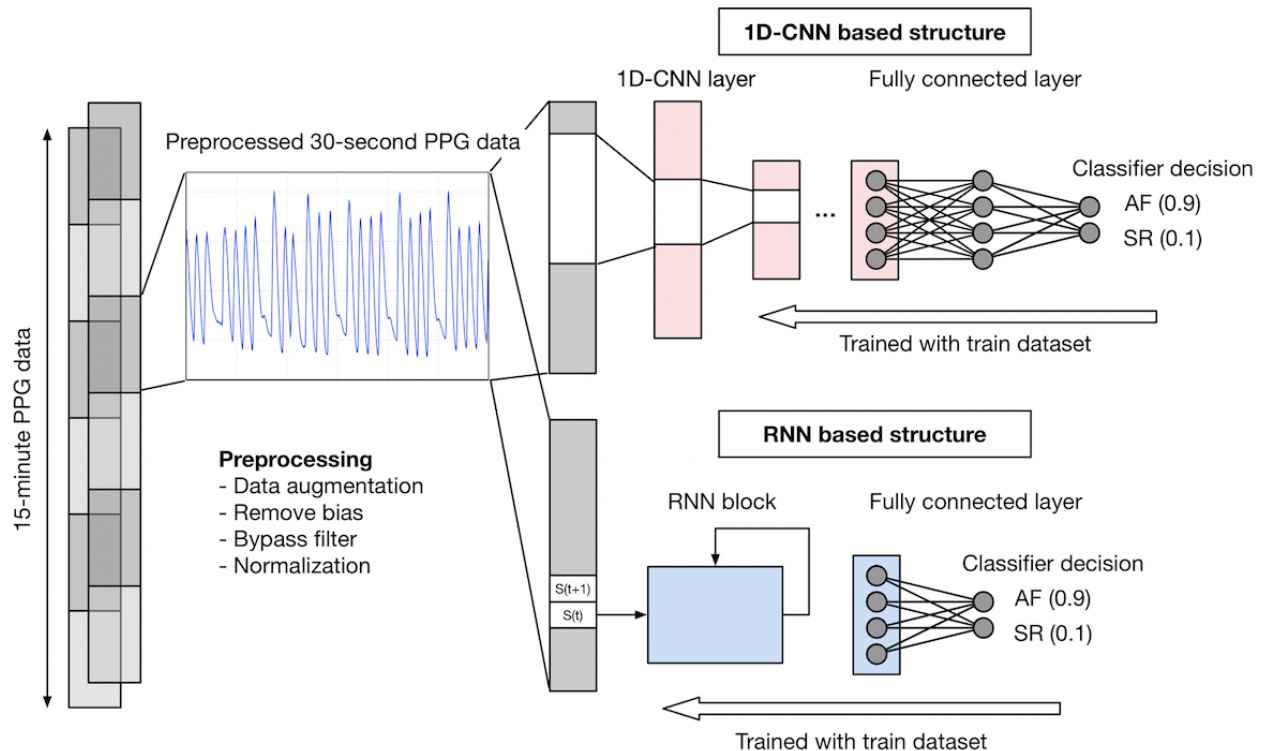 1D-CNN based structure
1D-CNN layer
Fully connected layer
Preprocessed 30-second PPG data
Classifier decision
AF (0.9)
SR (0.1)
...
Trained with train dataset
15-minute PPG data
Preprocessing
- Data augmentation
- Remove bias
- Bypass filter
- Normalization
RNN based structure
RNN block
Fully connected layer
S(t+1)
S(t)
Classifier decision
AF (0.9)
SR (0.1)
Trained with train dataset